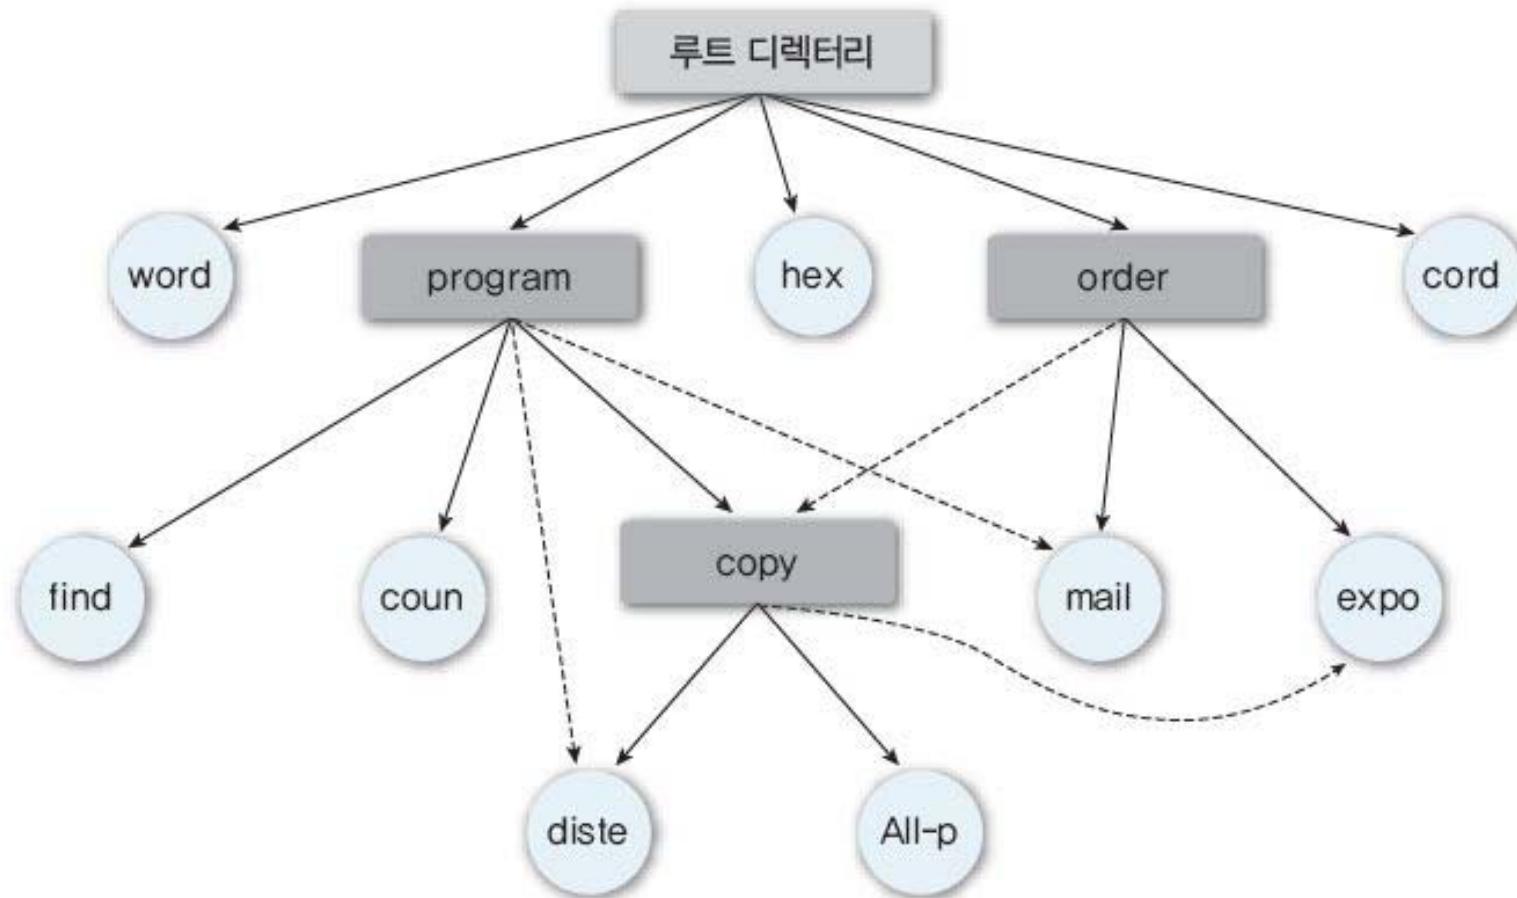 루트 디렉터리
word
program
hex
order
cord
find
coun
copy
mail
expo
diste
All-p